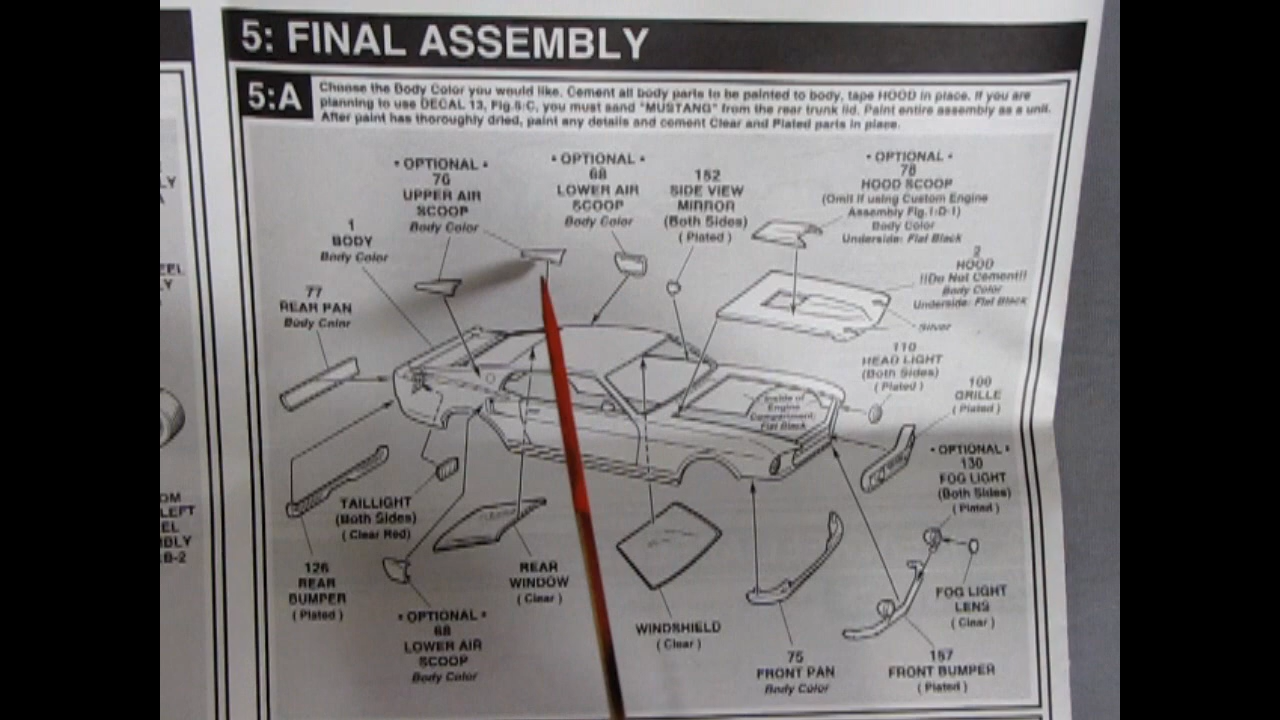 5: FINAL ASSEMBLY
5:A
Choose the Body Color you would like. Cement all body parts to be painted to body, tape HOOD in place. If you are
planning to use DECAL 13, Fig.5:C, you must sand "MUSTANG" from the rear trunk lid. Paint entire assembly as a unit.
After paint has thoroughly dried, paint any details and cement Clear and Plated parts in place.
• OPTIONAL •
76
UPPER AIR
SCOOP
Body Color
• OPTIONAL •
68
LOWER AIR
SCOOP
Body Color
152
SIDE VIEW
MIRROR
(Both Sides)
( Plated )
• OPTIONAL •
78
HOOD SCOOP
(Omit if using Custom Engine
Assembly Fig.1:D-1)
Body Color
Underside: Flat Black
1
BODY
Body Color
2
HOOD
!!Do Not Cement!!
Body Color
Underside: Flat Black
Silver
77
REAR PAN
Body Color
110
HEAD LIGHT
(Both Sides)
( Plated )
100
GRILLE
( Plated )
Inside of
Engine
Compartment:
Flat Black
• OPTIONAL •
130
FOG LIGHT
(Both Sides)
( Plated )
TAILLIGHT
(Both Sides)
( Clear Red )
126
REAR
BUMPER
( Plated )
REAR
WINDOW
( Clear )
FOG LIGHT
LENS
( Clear )
• OPTIONAL •
68
LOWER AIR
SCOOP
Body Color
WINDSHIELD
( Clear )
75
FRONT PAN
Body Color
157
FRONT BUMPER
( Plated )
LY
EEL
LY
OM
LEFT
EEL
BLY
B-2